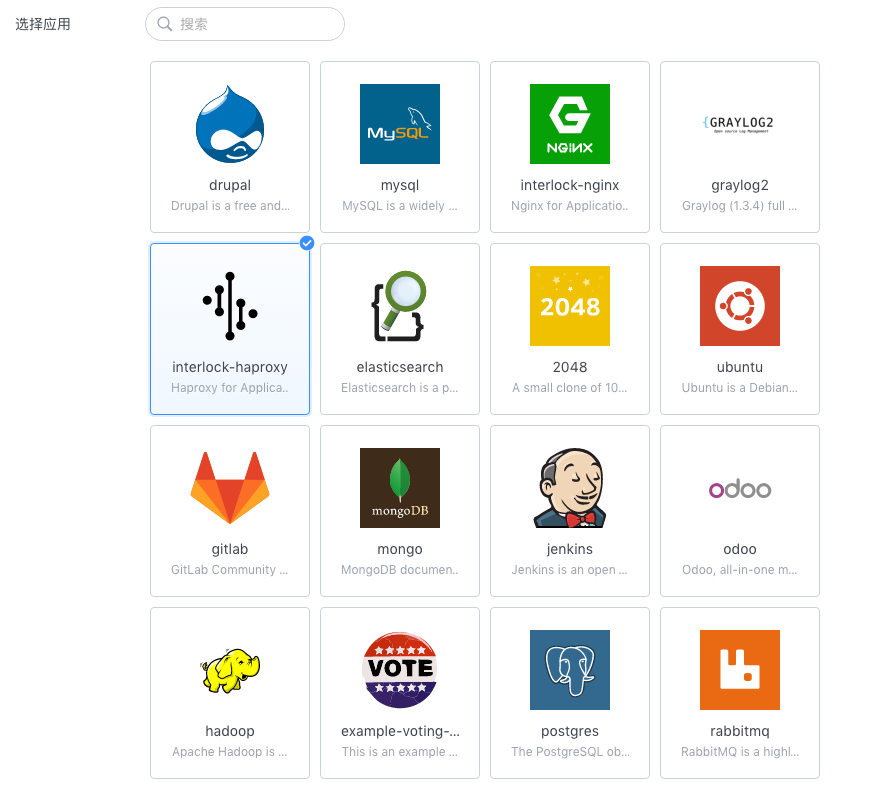 选择应用
搜索
MySQL
NGINX
{GRAYLOG2
Open source Log Management
drupal
mysql
interlock-nginx
graylog2
Drupal is a free and...
MySQL is a widely ...
Nginx for Applicatio..
Graylog (1.3.4) full ...
2048
interlock-haproxy
elasticsearch
2048
ubuntu
Haproxy for Applica..
Elasticsearch is a p...
A small clone of 10...
Ubuntu is a Debian...
mongoDB
odoo
gitlab
mongo
jenkins
odoo
GitLab Community ...
MongoDB documen..
Jenkins is an open ...
Odoo, all-in-one m...
VOTE
hadoop
example-voting-...
postgres
rabbitmq
Apache Hadoop is ...
This is an example ...
The PostgreSQL ob...
RabbitMQ is a highl...